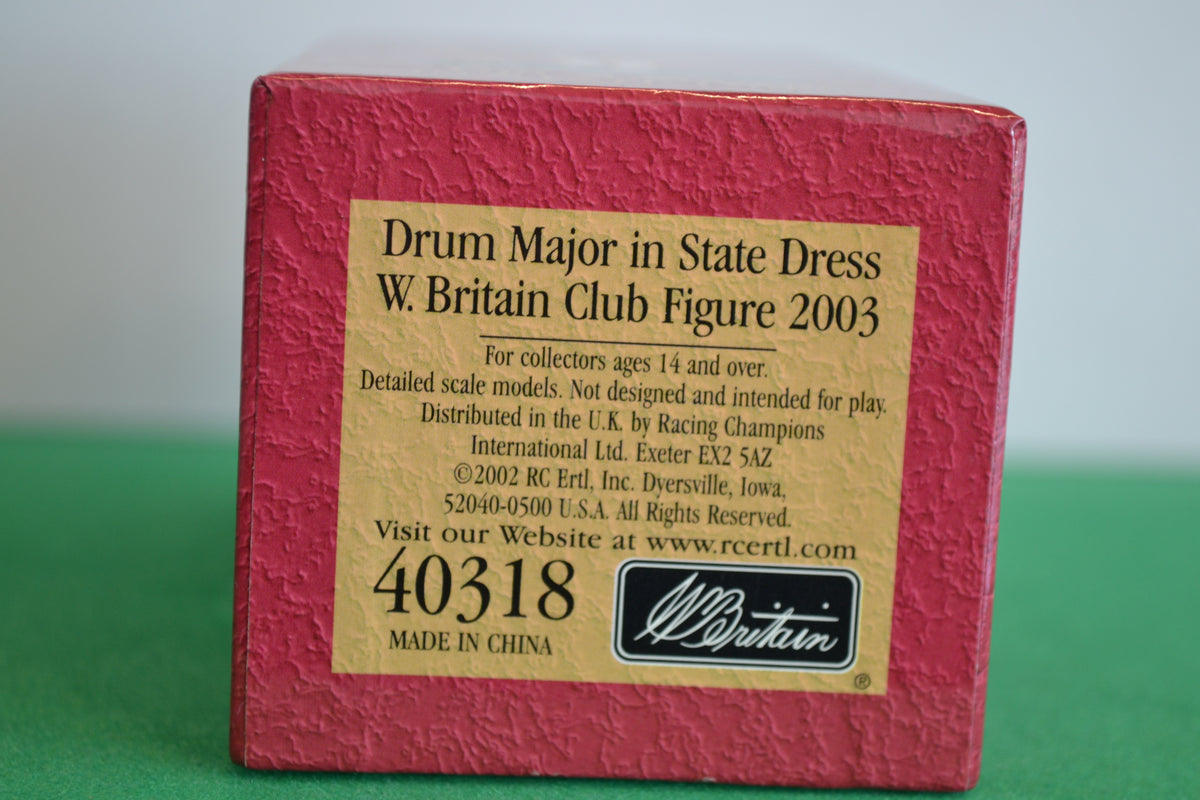 Drum Major in State Dress
W. Britain Club Figure 2003
For collectors ages 14 and over.
Detailed scale models. Not designed and intended for play.
Distributed in the U.K. by Racing Champions
International Ltd. Exeter EX2 5AZ
©2002 RC Ertl, Inc. Dyersville, Iowa,
52040-0500 U.S.A. All Rights Reserved.
Visit our Website at www.rcertl.com
40318
MADE IN CHINA
W Britain
®